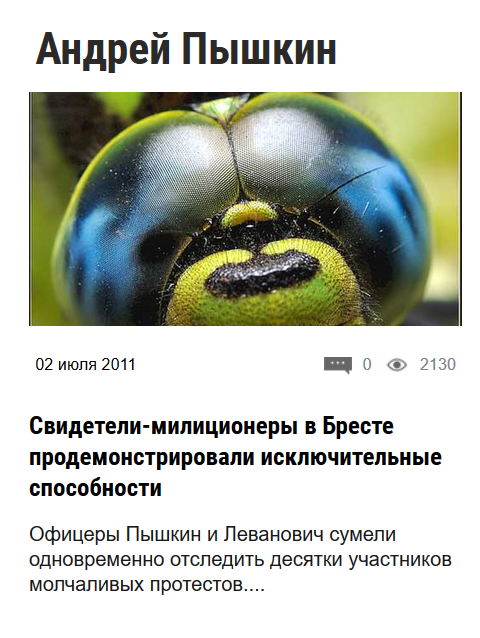 Андрей Пышкин
02 июля 2011
0
2130
Свидетели-милиционеры в Бресте
продемонстрировали исключительные
способности
Офицеры Пышкин и Леванович сумели
одновременно отследить десятки участников
молчаливых протестов....